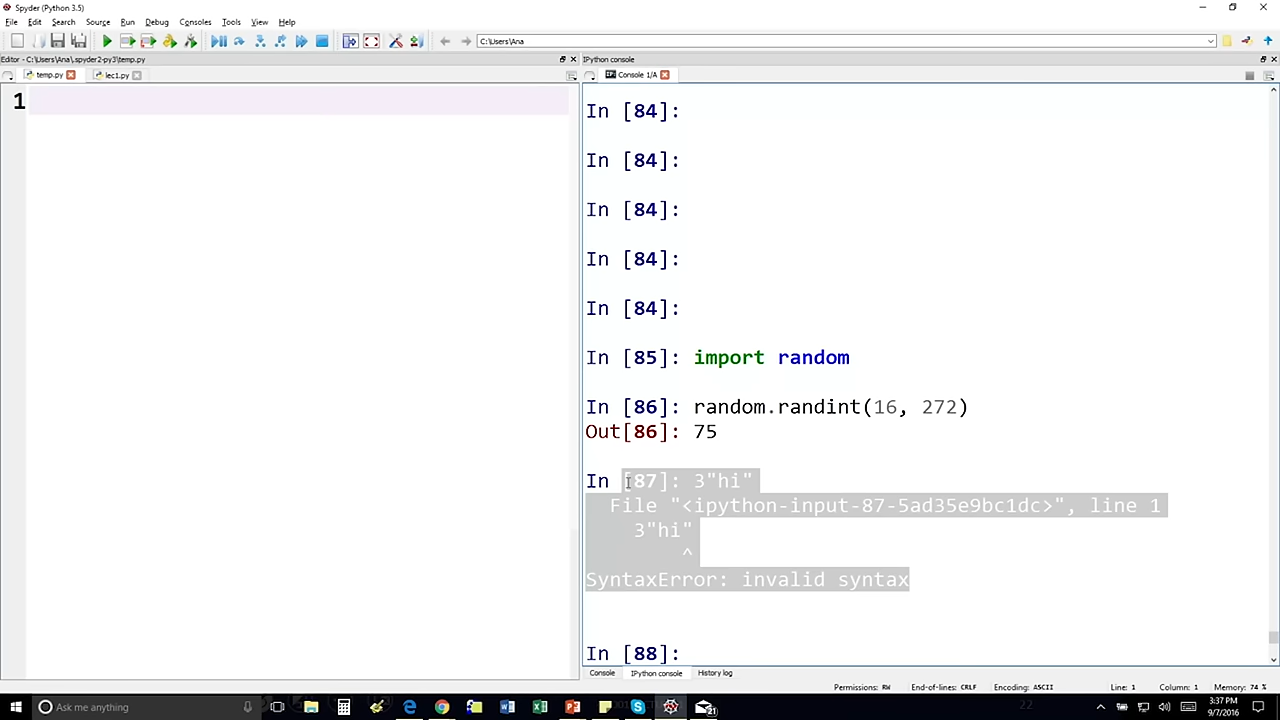 Spyder (Python 3.5)
File Edit Search Source Run Debug Consoles Tools View Help
C:\Users\Ana
Editor - C:\Users\Ana\.spyder2-py3\temp.py
IPython console
temp.py lec1.py
Console 1/A
1
In [84]:
In [84]:
In [84]:
In [84]:
In [84]:
In [85]: import random
In [86]: random.randint(16, 272)
Out[86]: 75
In [87]: 3"hi"
File "<ipython-input-87-5ad35e9bc1dc>", line 1
3"hi"
^
SyntaxError: invalid syntax
In [88]:
Console IPython console History log
Permissions: RW End-of-lines: CRLF Encoding: ASCII Line: 1 Column: 1 Memory: 74 %
Ask me anything
22
3:37 PM
9/7/2016